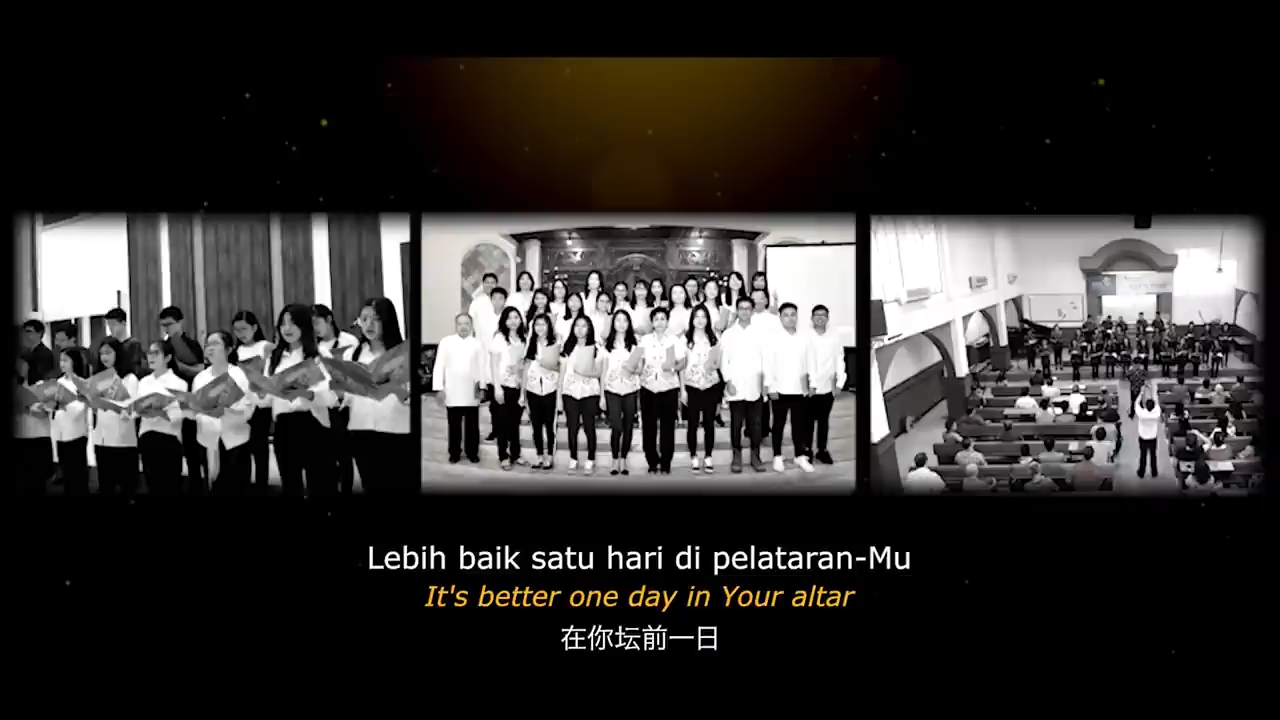 Lebih baik satu hari di pelataran-Mu
It's better one day in Your altar
在你坛前一日